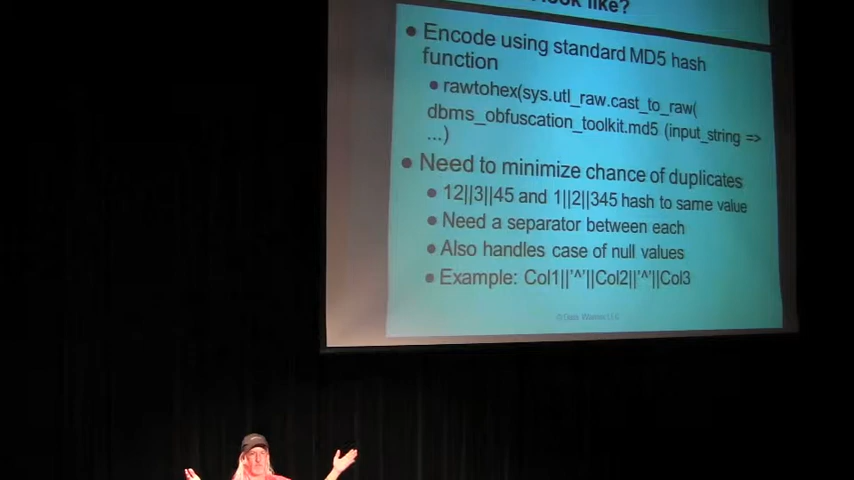 look like?
Encode using standard MD5 hash
function
rawtohex(sys.utl_raw.cast_to_raw(
dbms_obfuscation_toolkit.md5 (input_string =>
...)
Need to minimize chance of duplicates
12||3||45 and 1||2||345 hash to same value
Need a separator between each
Also handles case of null values
Example: Col1||'^'||Col2||'^'||Col3